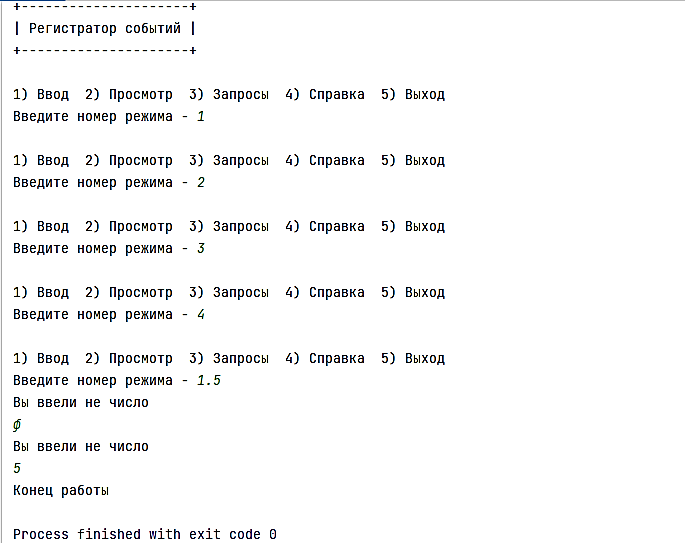 +---------------------+
| Регистратор событий |
+---------------------+
1) Ввод  2) Просмотр  3) Запросы  4) Справка  5) Выход
Введите номер режима - 1
1) Ввод  2) Просмотр  3) Запросы  4) Справка  5) Выход
Введите номер режима - 2
1) Ввод  2) Просмотр  3) Запросы  4) Справка  5) Выход
Введите номер режима - 3
1) Ввод  2) Просмотр  3) Запросы  4) Справка  5) Выход
Введите номер режима - 4
1) Ввод  2) Просмотр  3) Запросы  4) Справка  5) Выход
Введите номер режима - 1.5
Вы ввели не число
ф
Вы ввели не число
5
Конец работы
Process finished with exit code 0